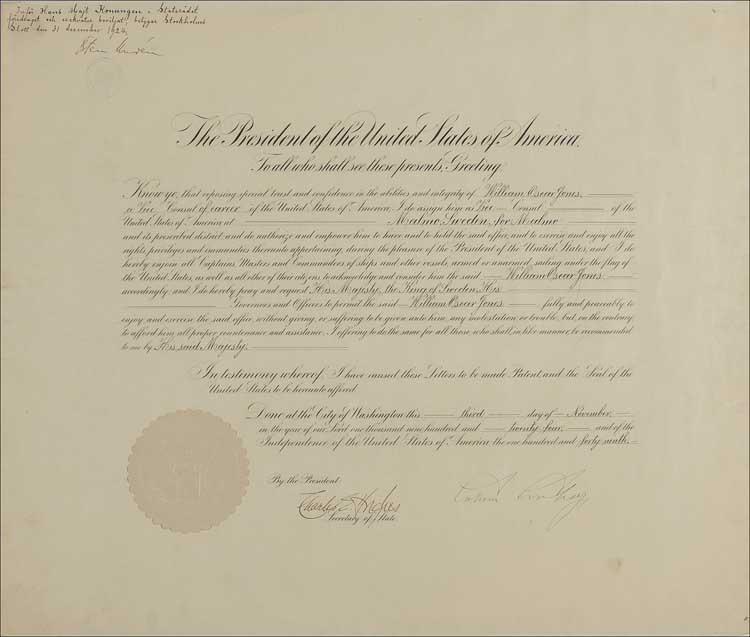 Inför Hans Majt Konungen i Statsrådet
föredraget och exekvatur beviljat; betygar Stockholms
Slott den 31 december 1924,
The President of the United States of America.
To all who shall see these presents, Greeting:
Know ye, that reposing special trust and confidence in the abilities and integrity of William Oscar Jones,
a Vice Consul of career of the United States of America, I do assign him as Vice Consul of the
United States of America at Malmo, Sweden, for Malmo
and its prescribed district and do authorize and empower him to have and to hold the said office, and to exercise and enjoy all the
rights, privileges and immunities thereunto appertaining, during the pleasure of the President of the United States, and I do
hereby enjoin all Captains, Masters and Commanders of ships and other vessels, armed or unarmed, sailing under the flag of
the United States, as well as all other of their citizens, to acknowledge and consider him the said William Oscar Jones
accordingly, and I do hereby pray and request His Majesty, the King of Sweden, His
Governors and Officers to permit the said William Oscar Jones fully and peaceably to
enjoy and exercise the said office, without giving, or suffering to be given unto him, any molestation or trouble, but, on the contrary,
to afford him all proper countenance and assistance; I offering to do the same for all those who shall, in like manner, be recommended
to me by His said Majesty.
In testimony whereof, I have caused these Letters to be made Patent, and the Seal of the
United States to be hereunto affixed.
Done at the City of Washington this third day of November,
in the year of our Lord one thousand nine hundred and twenty four, and of the
Independence of the United States of America, the one hundred and forty ninth.
By the President:
Charles E. Hughes
Secretary of State.
Calvin Coolidge